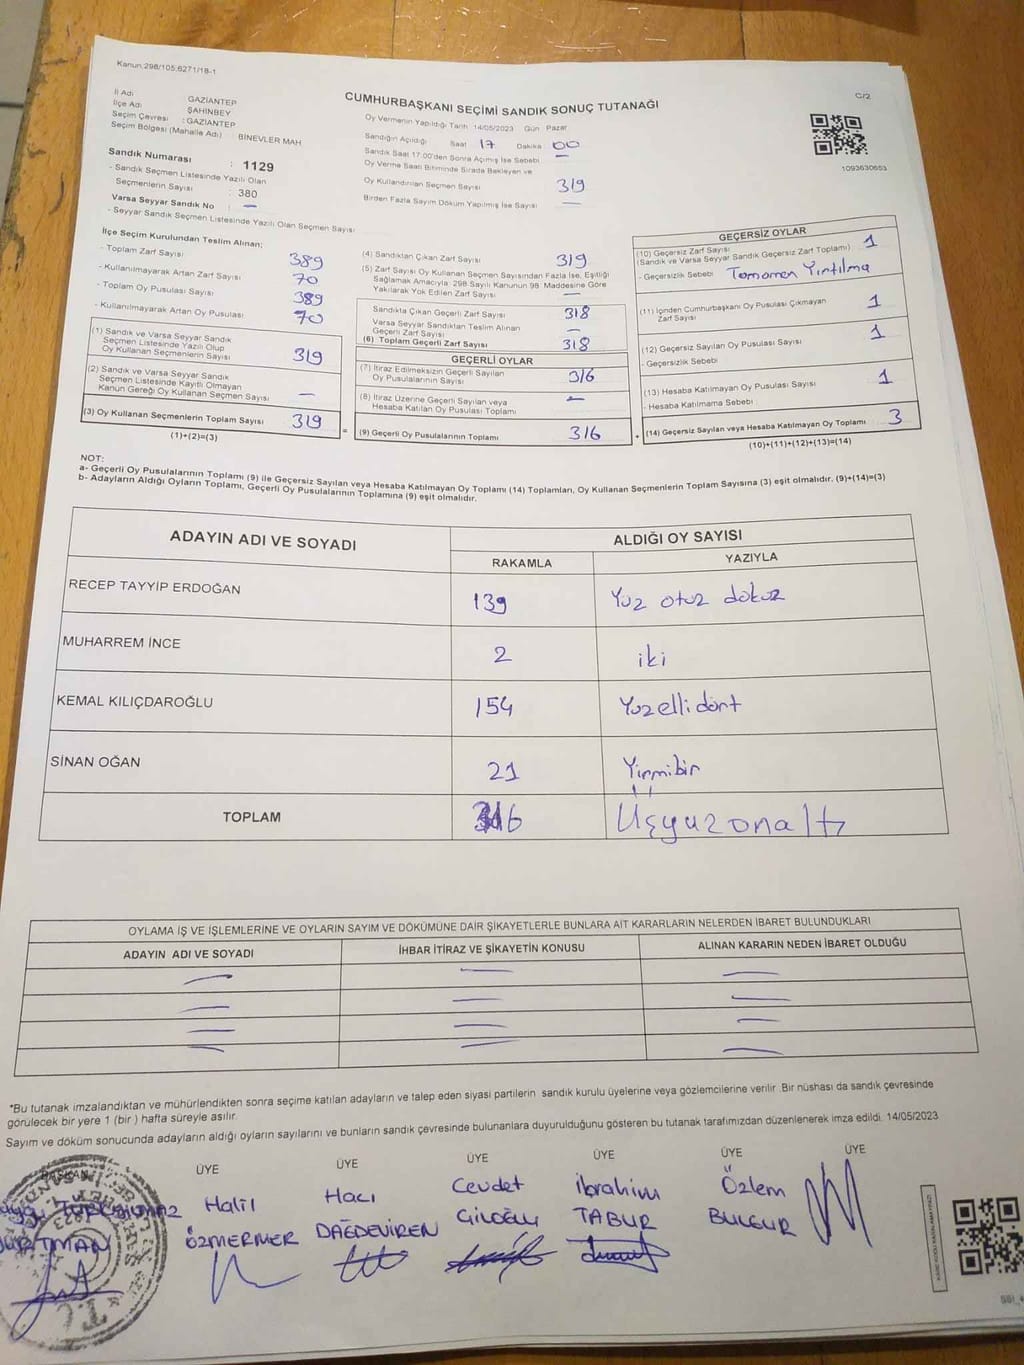 Kanun;298/105,6271/18-1
CUMHURBAŞKANI SEÇİMİ SANDIK SONUÇ TUTANAĞI
C/2
1093630653
İl Adı GAZİANTEP
İlçe Adı ŞAHİNBEY
Seçim Çevresi : GAZİANTEP
Seçim Bölgesi (Mahalle Adı) : BİNEVLER MAH
Sandık Numarası : 1129
- Sandık Seçmen Listesinde Yazılı Olan
Seçmenlerin Sayısı : 380
Varsa Seyyar Sandık No —
- Seyyar Sandık Seçmen Listesinde Yazılı Olan Seçmen Sayısı
Oy Vermenin Yapıldığı Tarih :14/05/2023 Gün Pazar
Sandığın Açıldığı Saat 17 Dakika 00
Sandık Saat 17:00'den Sonra Açımış İse Sebebi —
Oy Verme Saati Bitiminde Sırada Bekleyen ve
Oy Kullandırılan Seçmen Sayısı 319
Birden Fazla Sayım Döküm Yapılmış İse Sayısı —
İlçe Seçim Kurulundan Teslim Alınan;
- Toplam Zarf Sayısı 389
- Kullanılmayarak Artan Zarf Sayısı 70
- Toplam Oy Pusulası Sayısı 389
- Kullanılmayarak Artan Oy Pusulası 70
(1) Sandık ve Varsa Seyyar Sandık
Seçmen Listesinde Yazılı Olup
Oy Kullanan Seçmenlerin Sayısı 319
(2) Sandık ve Varsa Seyyar Sandık
Seçmen Listesinde Kayıtlı Olmayan
Kanun Gereği Oy Kullanan Seçmen Sayısı —
(3) Oy Kullanan Seçmenlerin Toplam Sayısı 319
(1)+(2)=(3)
(4) Sandıktan Çıkan Zarf Sayısı 319
(5) Zarf Sayısı Oy Kullanan Seçmen Sayısından Fazla İse, Eşitliği
Sağlamak Amacıyla; 298 Sayılı Kanunun 98. Maddesine Göre
Yakılarak Yok Edilen Zarf Sayısı —
Sandıkta Çıkan Geçerli Zarf Sayısı 318
Varsa Seyyar Sandıktan Teslim Alınan
Geçerli Zarf Sayısı —
(6) Toplam Geçerli Zarf Sayısı 318
GEÇERLİ OYLAR
(7) İtiraz Edilmeksizin Geçerli Sayılan
Oy Pusulalarının Sayısı 316
(8) İtiraz Üzerine Geçerli Sayılan veya
Hesaba Katılan Oy Pusulası Toplamı —
= (9) Geçerli Oy Pusulalarının Toplamı 316
GEÇERSİZ OYLAR
(10) Geçersiz Zarf Sayısı 1
(Sandık ve Varsa Seyyar Sandık Geçersiz Zarf Toplamı)
- Geçersizlik Sebebi Tamamen Yırtılma
(11) İçinden Cumhurbaşkanı Oy Pusulası Çıkmayan
Zarf Sayısı 1
(12) Geçersiz Sayılan Oy Pusulası Sayısı 1
- Geçersizlik Sebebi
(13) Hesaba Katılmayan Oy Pusulası Sayısı 1
- Hesaba Katılmama Sebebi
+ (14) Geçersiz Sayılan veya Hesaba Katılmayan Oy Toplamı 3
(10)+(11)+(12)+(13)=(14)
NOT:
a- Geçerli Oy Pusulalarının Toplamı (9) ile Geçersiz Sayılan veya Hesaba Katılmayan Oy Toplamı (14) Toplamları, Oy Kullanan Seçmenlerin Toplam Sayısına (3) eşit olmalıdır. (9)+(14)=(3)
b- Adayların Aldığı Oyların Toplamı, Geçerli Oy Pusulalarının Toplamına (9) eşit olmalıdır.
ADAYIN ADI VE SOYADI ALDIĞI OY SAYISI
RAKAMLA YAZIYLA
RECEP TAYYİP ERDOĞAN 139 Yüz otuz dokuz
MUHARREM İNCE 2 iki
KEMAL KILIÇDAROĞLU 154 Yüzellidört
SİNAN OĞAN 21 Yirmibir
TOPLAM 316 Üçyüzonaltı
OYLAMA İŞ VE İŞLEMLERİNE VE OYLARIN SAYIM VE DÖKÜMÜNE DAİR ŞİKAYETLERLE BUNLARA AİT KARARLARIN NELERDEN İBARET BULUNDUKLARI
ADAYIN ADI VE SOYADI İHBAR İTİRAZ VE ŞİKAYETİN KONUSU ALINAN KARARIN NEDEN İBARET OLDUĞU
— — —
— — —
— — —
— — —
*Bu tutanak imzalandıktan ve mühürlendikten sonra seçime katılan adayların ve talep eden siyasi partilerin sandık kurulu üyelerine veya gözlemcilerine verilir .Bir nüshası da sandık çevresinde
görülecek bir yere 1 (bir ) hafta süreyle asılır.
Sayım ve döküm sonucunda adayların aldığı oyların sayılarını ve bunların sandık çevresinde bulunanlara duyurulduğunu gösteren bu tutanak tarafımızdan düzenlenerek imza edildi. 14/05/2023
BAŞKAN ÜYE ÜYE ÜYE ÜYE ÜYE ÜYE
Halil Hacı Cevdet İbrahim Özlem
ÖZMERMER DAĞDEVİREN TABUR BULGUR
T.C.